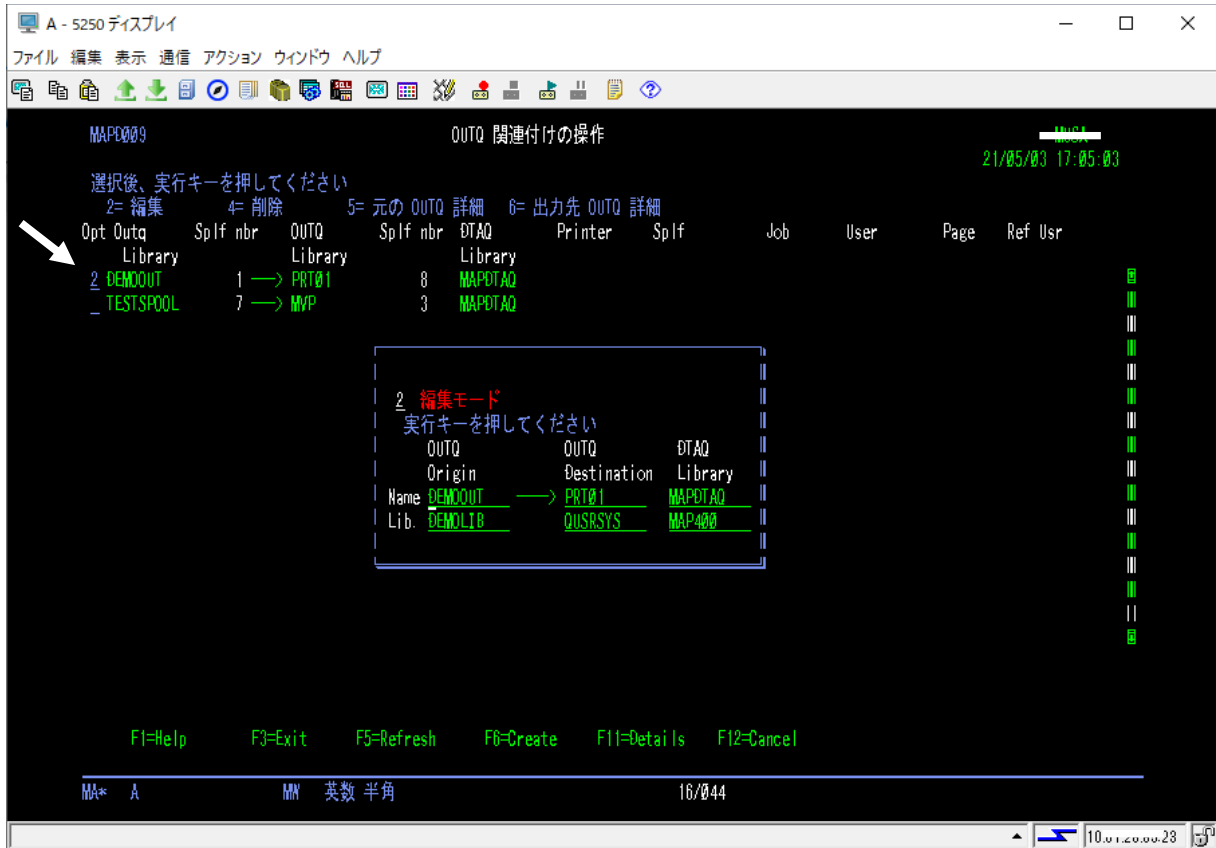 A - 5250 ディスプレイ
ファイル 編集 表示 通信 アクション ウィンドウ ヘルプ
MAPD009 OUTQ 関連付けの操作
21/05/03 17:05:03
選択後、実行キーを押してください
2= 編集 4= 削除 5= 元の OUTQ 詳細 6= 出力先 OUTQ 詳細
Opt Outq Splf nbr OUTQ Splf nbr DTAQ Printer Splf Job User Page Ref Usr
Library Library Library
2 DEMOOUT 1 ──> PRT01 8 MAPDTAQ
_ TESTSPOOL 7 ──> MVP 3 MAPDTAQ
2 編集モード
実行キーを押してください
OUTQ OUTQ DTAQ
Origin Destination Library
Name DEMOOUT ──> PRT01 MAPDTAQ
Lib. DEMOLIB QUSRSYS MAP400
F1=Help F3=Exit F5=Refresh F6=Create F11=Details F12=Cancel
MA* A MW 英数 半角 16/044